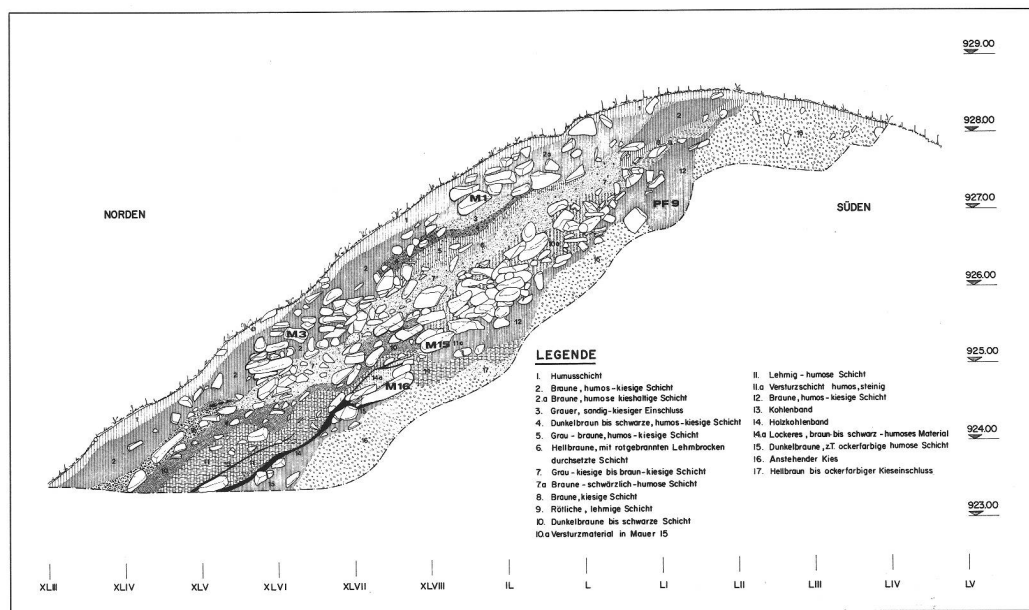 929.00
928.00
927.00
926.00
925.00
924.00
923.00
NORDEN
SÜDEN
M1
M3
M15
M16
PF 9
LEGENDE
1. Humusschicht
2. Braune, humos-kiesige Schicht
2.a Braune, humose kieshaltige Schicht
3. Grauer, sandig-kiesiger Einschluss
4. Dunkelbraun bis schwarze, humos-kiesige Schicht
5. Grau-braune, humos-kiesige Schicht
6. Hellbraune, mit rotgebrannten Lehmbrocken
durchsetzte Schicht
7. Grau-kiesige bis braun-kiesige Schicht
7a Braune-schwärzlich-humose Schicht
8. Braune, kiesige Schicht
9. Rötliche, lehmige Schicht
10. Dunkelbraune bis schwarze Schicht
10.a Versturzmaterial in Mauer 15
11. Lehmig-humose Schicht
11.a Versturzschicht humos, steinig
12. Braune, humos-kiesige Schicht
13. Kohlenband
14. Holzkohlenband
14.a Lockeres, braun-bis schwarz-humoses Material
15. Dunkelbraune, z.T. ockerfarbige humose Schicht
16. Anstehender Kies
17. Hellbraun bis ockerfarbiger Kieseinschluss
XLIII XLIV XLV XLVI XLVII XLVIII IL L LI LII LIII LIV LV